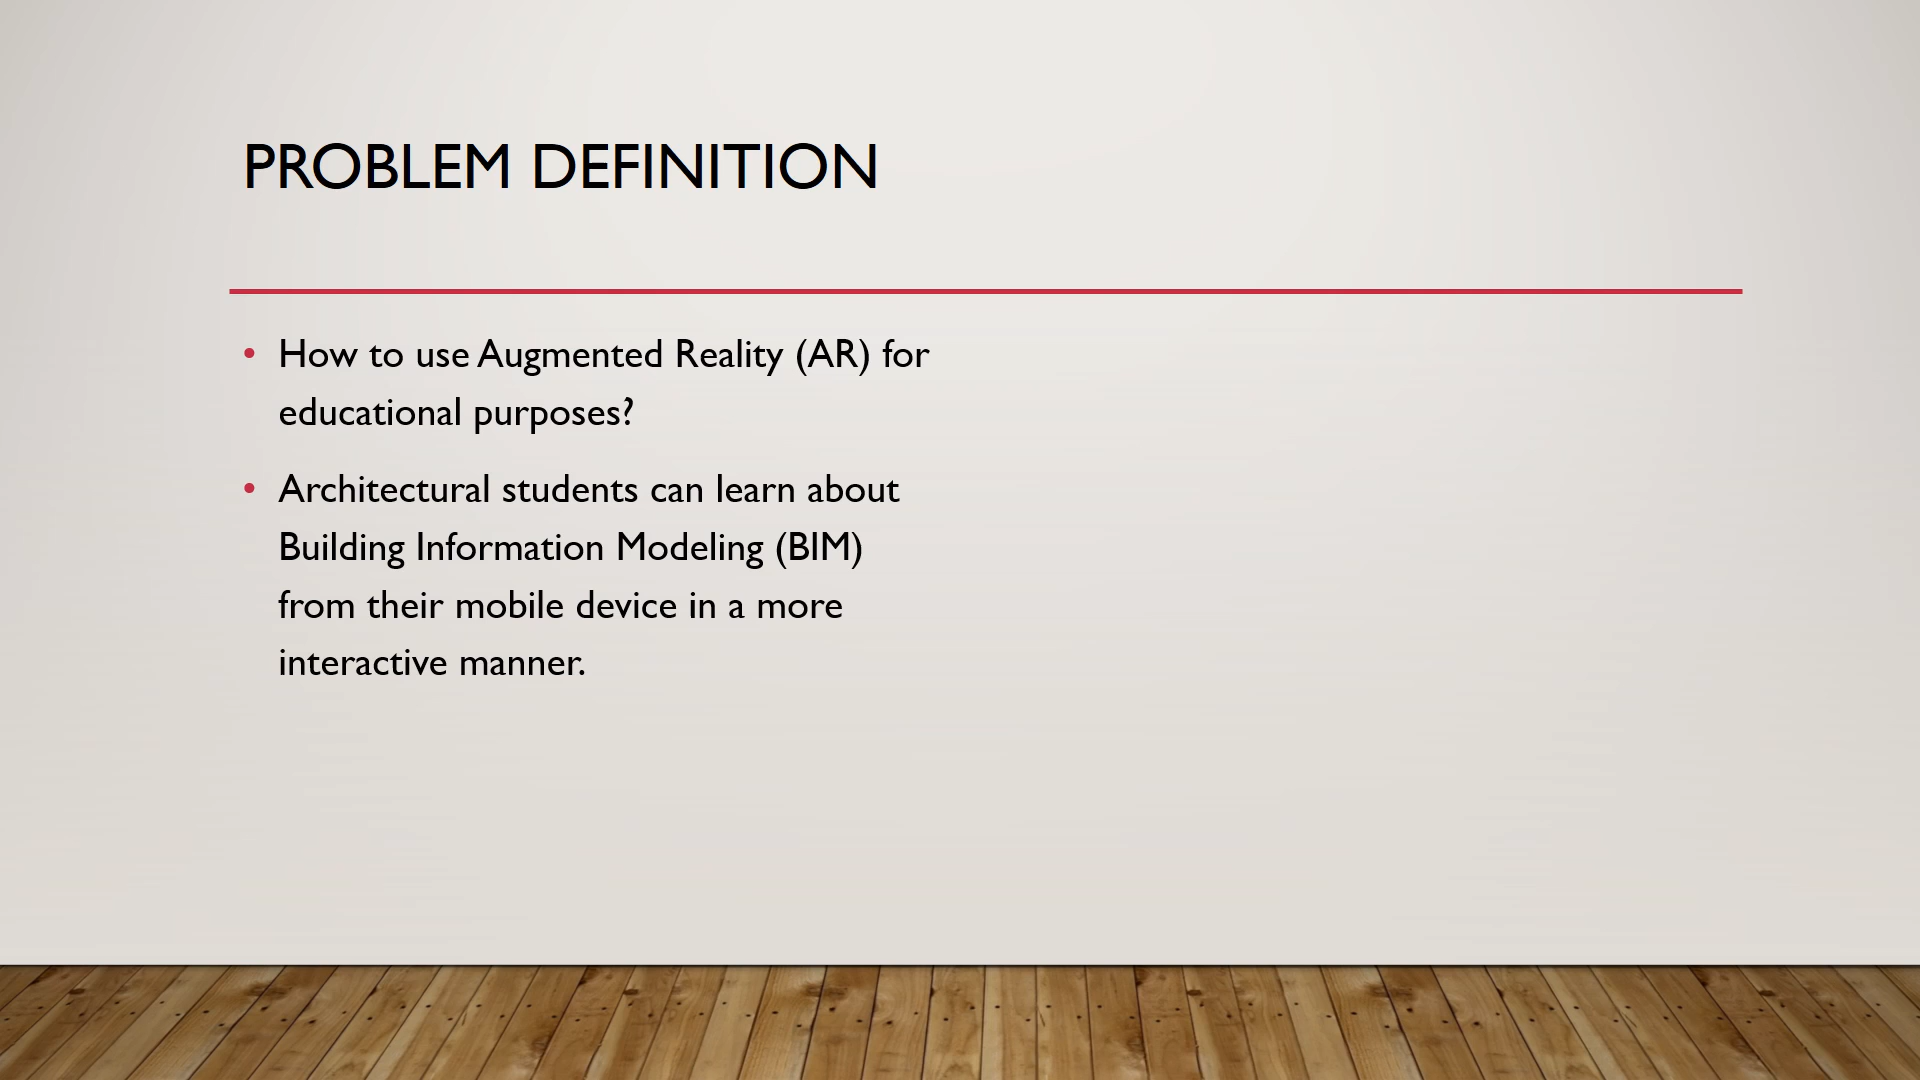 PROBLEM DEFINITION
• How to use Augmented Reality (AR) for
educational purposes?
• Architectural students can learn about
Building Information Modeling (BIM)
from their mobile device in a more
interactive manner.